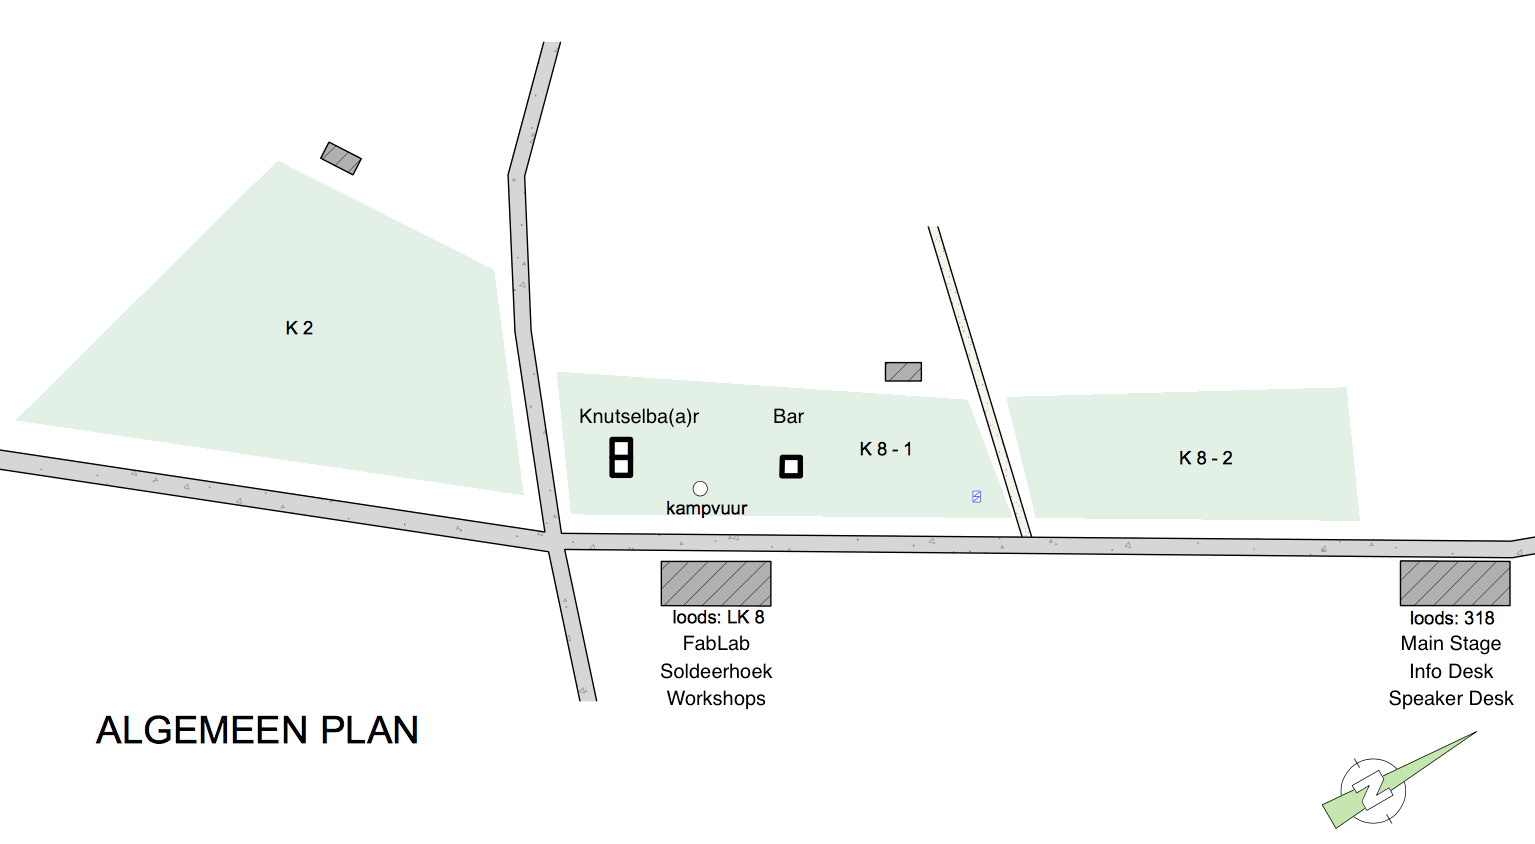 K 2
Knutselba(a)r
Bar
K 8 - 1
K 8 - 2
kampvuur
loods: LK 8
FabLab
Soldeerhoek
Workshops
loods: 318
Main Stage
Info Desk
Speaker Desk
ALGEMEEN PLAN
N